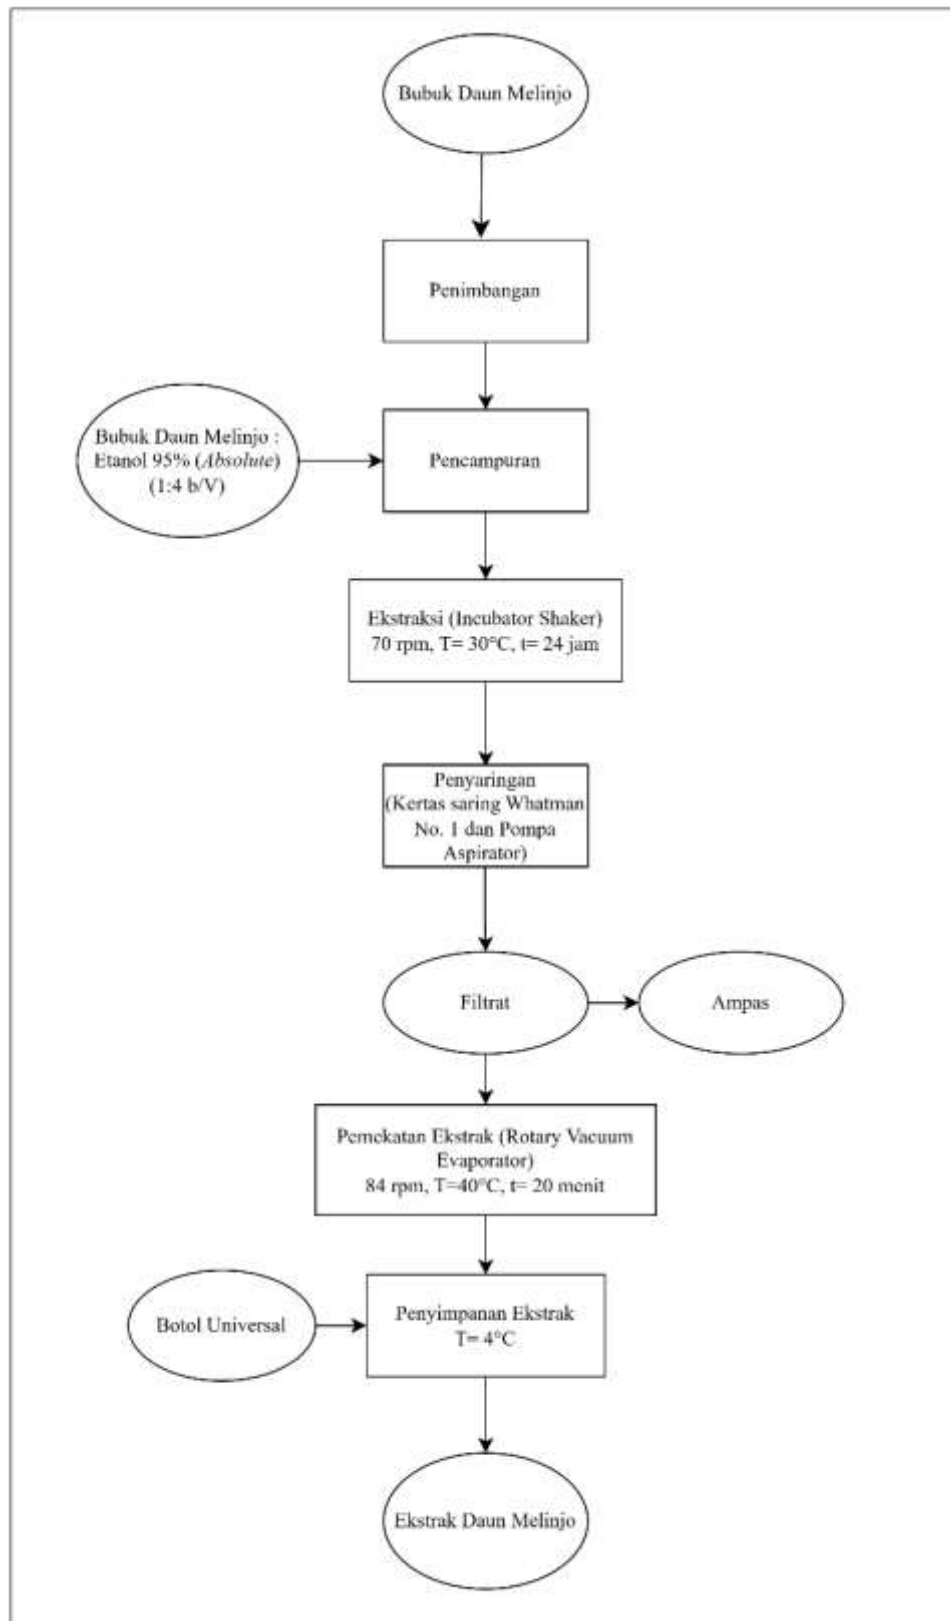 Bubuk Daun Melinjo
Penimbangan
Bubuk Daun Melinjo :
Etanol 95% (Absolute)
(1:4 b/V)
Pencampuran
Ekstraksi (Incubator Shaker)
70 rpm, T= 30°C, t= 24 jam
Penyaringan
(Kertas saring Whatman
No. 1 dan Pompa
Aspirator)
Filtrat
Ampas
Pemekatan Ekstrak (Rotary Vacuum
Evaporator)
84 rpm, T=40°C, t= 20 menit
Botol Universal
Penyimpanan Ekstrak
T= 4°C
Ekstrak Daun Melinjo